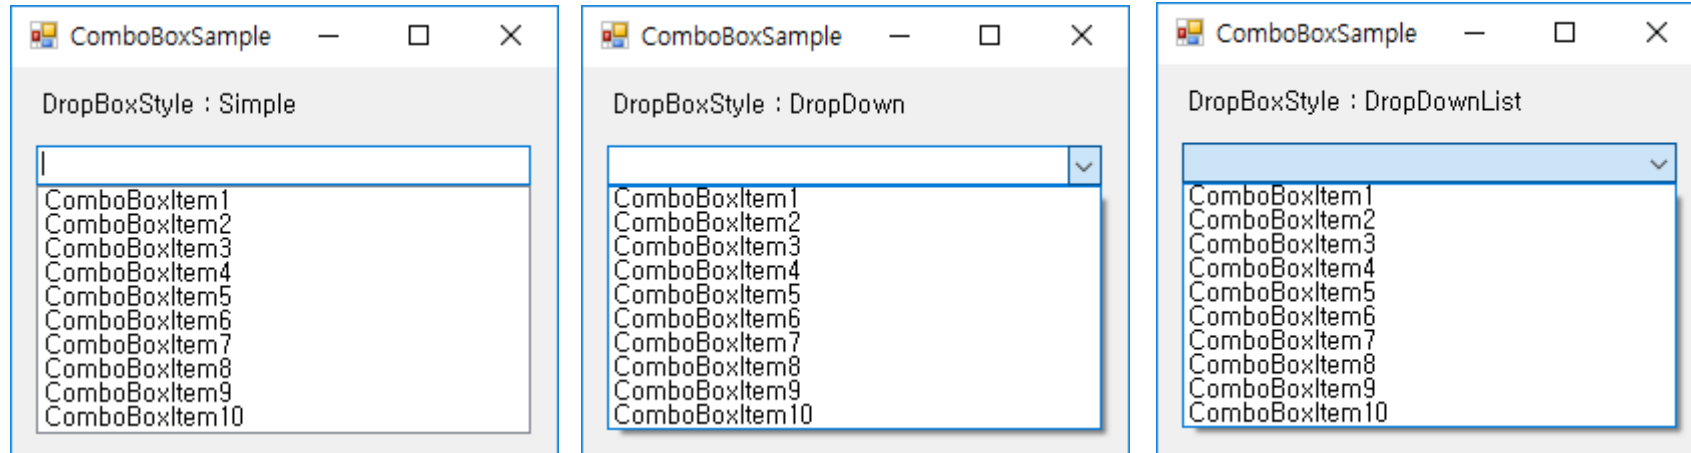 ComboBoxSample
DropBoxStyle : Simple
ComboBoxItem1
ComboBoxItem2
ComboBoxItem3
ComboBoxItem4
ComboBoxItem5
ComboBoxItem6
ComboBoxItem7
ComboBoxItem8
ComboBoxItem9
ComboBoxItem10
ComboBoxSample
DropBoxStyle : DropDown
ComboBoxItem1
ComboBoxItem2
ComboBoxItem3
ComboBoxItem4
ComboBoxItem5
ComboBoxItem6
ComboBoxItem7
ComboBoxItem8
ComboBoxItem9
ComboBoxItem10
ComboBoxSample
DropBoxStyle : DropDownList
ComboBoxItem1
ComboBoxItem2
ComboBoxItem3
ComboBoxItem4
ComboBoxItem5
ComboBoxItem6
ComboBoxItem7
ComboBoxItem8
ComboBoxItem9
ComboBoxItem10